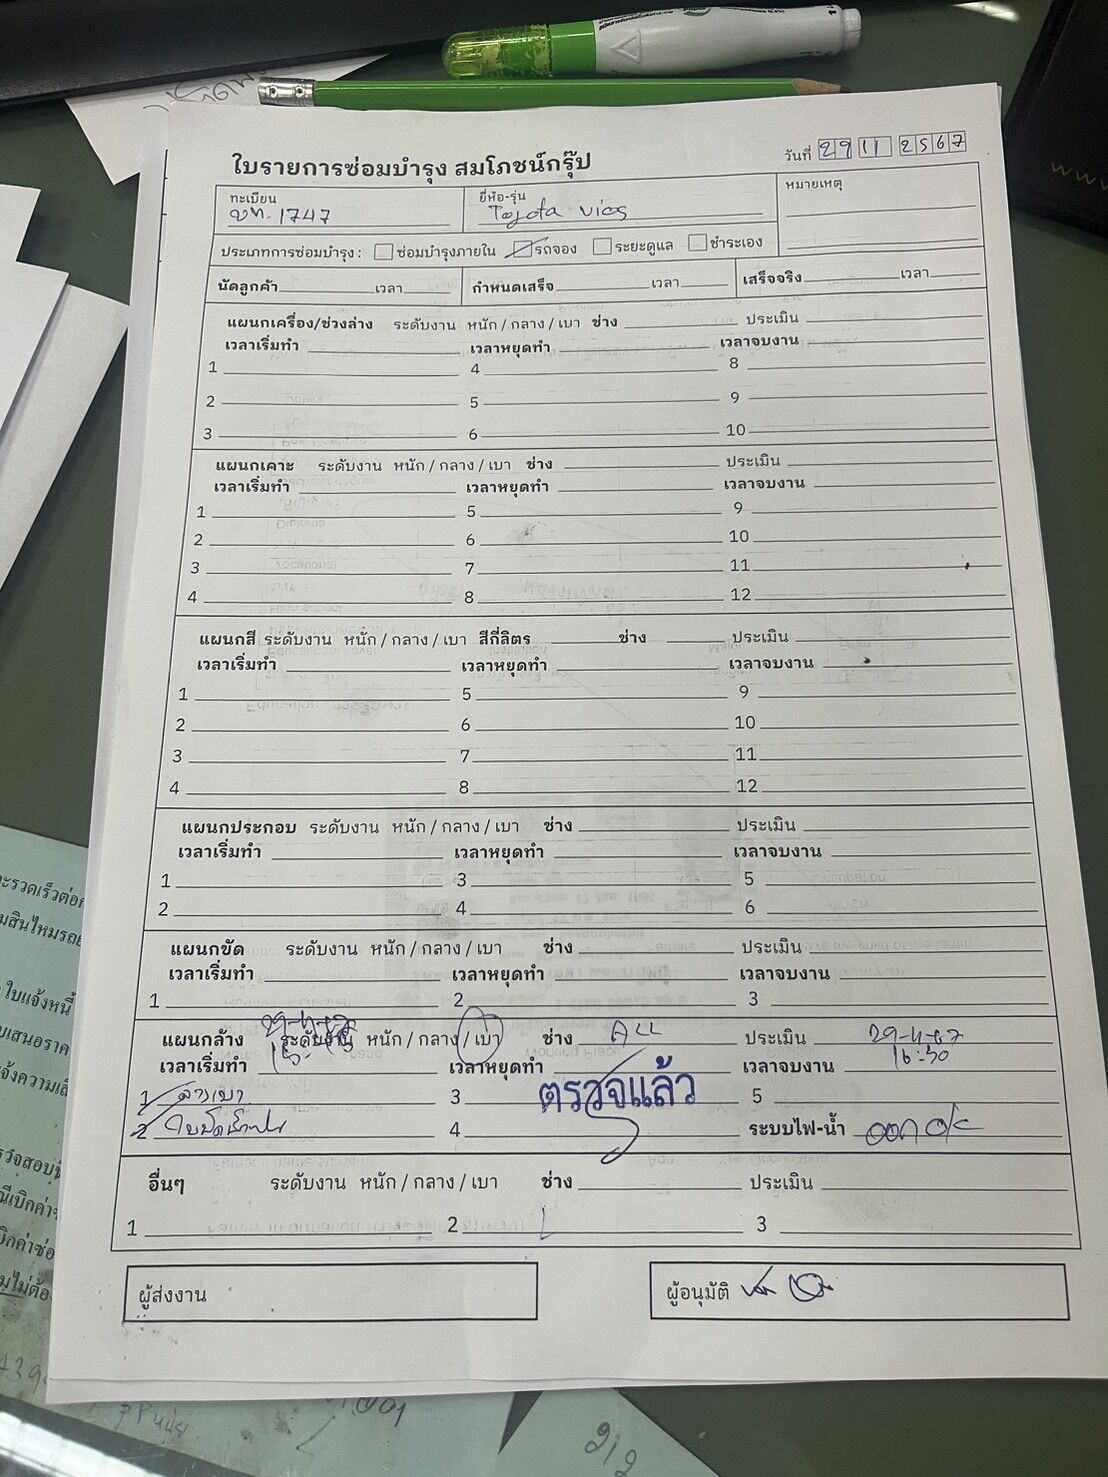 ใบรายการซ่อมบำรุง สมโภชน์กรุ๊ป
วันที่ 29 11 2567
ทะเบียน
ขท. 1747
ยี่ห้อ-รุ่น
Toyota vios
หมายเหตุ
ประเภทการซ่อมบำรุง : ซ่อมบำรุงภายใน รถจอง ระยะดูแล ชำระเอง
นัดลูกค้า เวลา กำหนดเสร็จ เวลา เสร็จจริง เวลา
แผนกเครื่อง/ช่วงล่าง ระดับงาน หนัก / กลาง / เบา ช่าง ประเมิน
เวลาเริ่มทำ เวลาหยุดทำ เวลาจบงาน
1 4 8
2 5 9
3 6 10
แผนกเคาะ ระดับงาน หนัก / กลาง / เบา ช่าง ประเมิน
เวลาเริ่มทำ เวลาหยุดทำ เวลาจบงาน
1 5 9
2 6 10
3 7 11
4 8 12
แผนกสี ระดับงาน หนัก / กลาง / เบา สีกี่ลิตร ช่าง ประเมิน
เวลาเริ่มทำ เวลาหยุดทำ เวลาจบงาน
1 5 9
2 6 10
3 7 11
4 8 12
แผนกประกอบ ระดับงาน หนัก / กลาง / เบา ช่าง ประเมิน
เวลาเริ่มทำ เวลาหยุดทำ เวลาจบงาน
1 3 5
2 4 6
แผนกขัด ระดับงาน หนัก / กลาง / เบา ช่าง ประเมิน
เวลาเริ่มทำ เวลาหยุดทำ เวลาจบงาน
1 2 3
แผนกล้าง ระดับงาน หนัก / กลาง / เบา ช่าง ประเมิน
เวลาเริ่มทำ เวลาหยุดทำ เวลาจบงาน 16:30
1 ล้างเบา 3 ตรวจแล้ว 5
2 4 ระบบไฟ-น้ำ
อื่นๆ ระดับงาน หนัก / กลาง / เบา ช่าง ประเมิน
1 2 3
ผู้ส่งงาน ผู้อนุมัติ